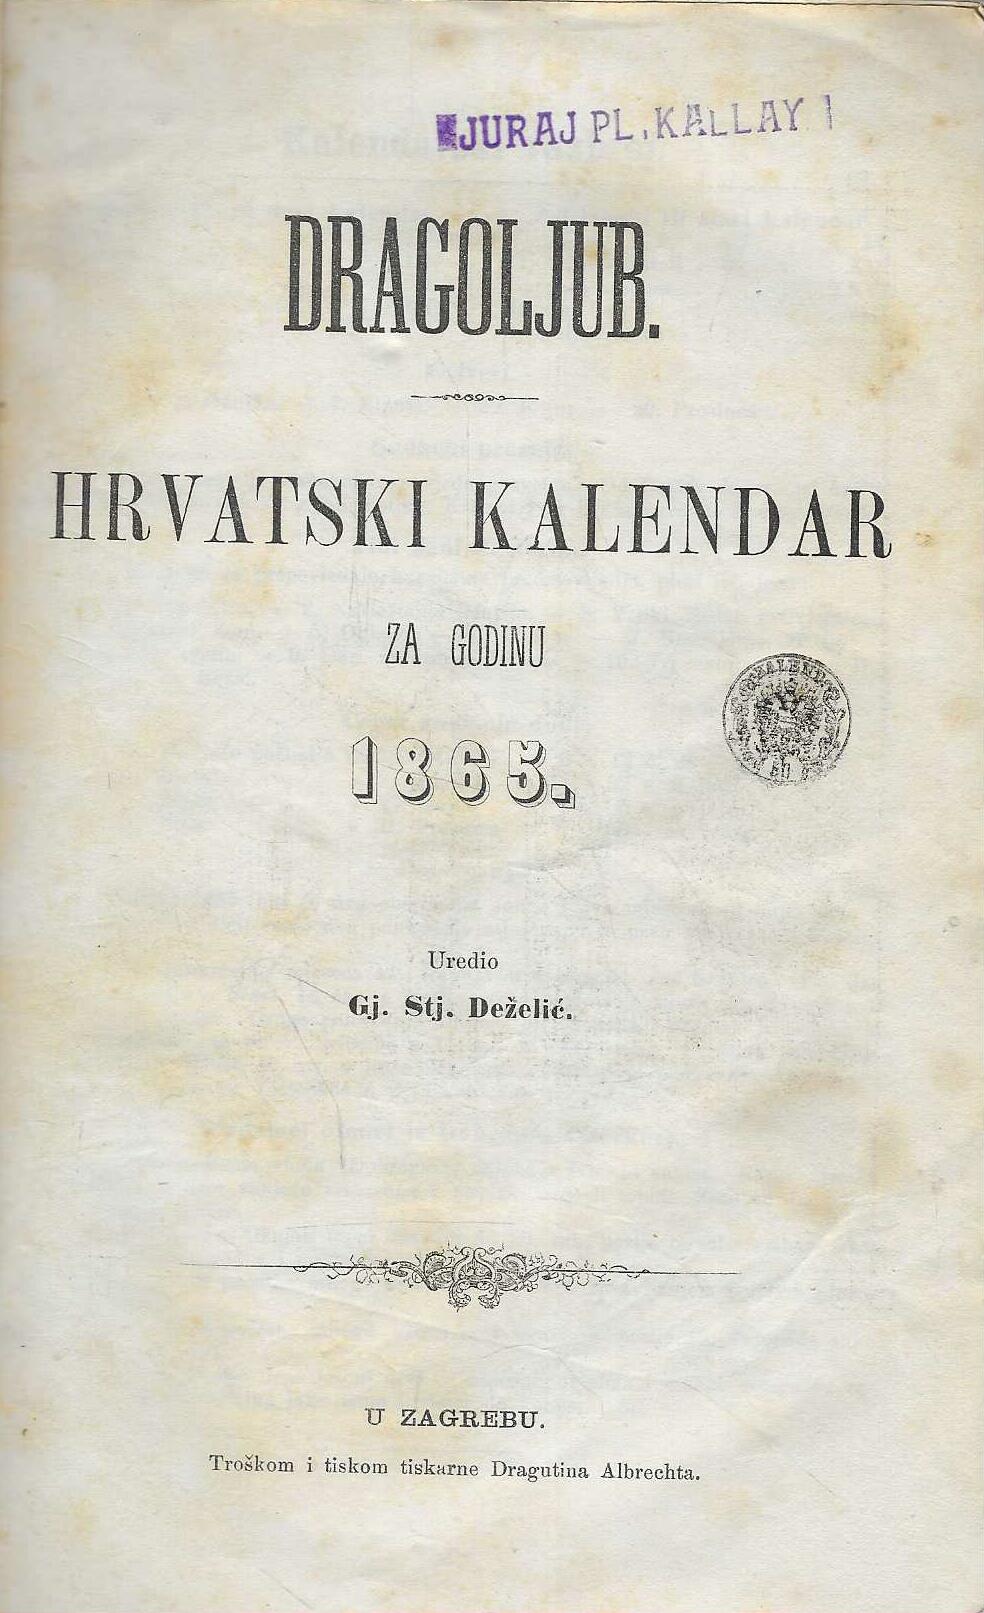 JURAJ PL. KALLAY
DRAGOLJUB.
HRVATSKI KALENDAR
ZA GODINU
1865.
Uredio
Gj. Stj. Deželić.
U ZAGREBU.
Troškom i tiskom tiskarne Dragutina Albrechta.